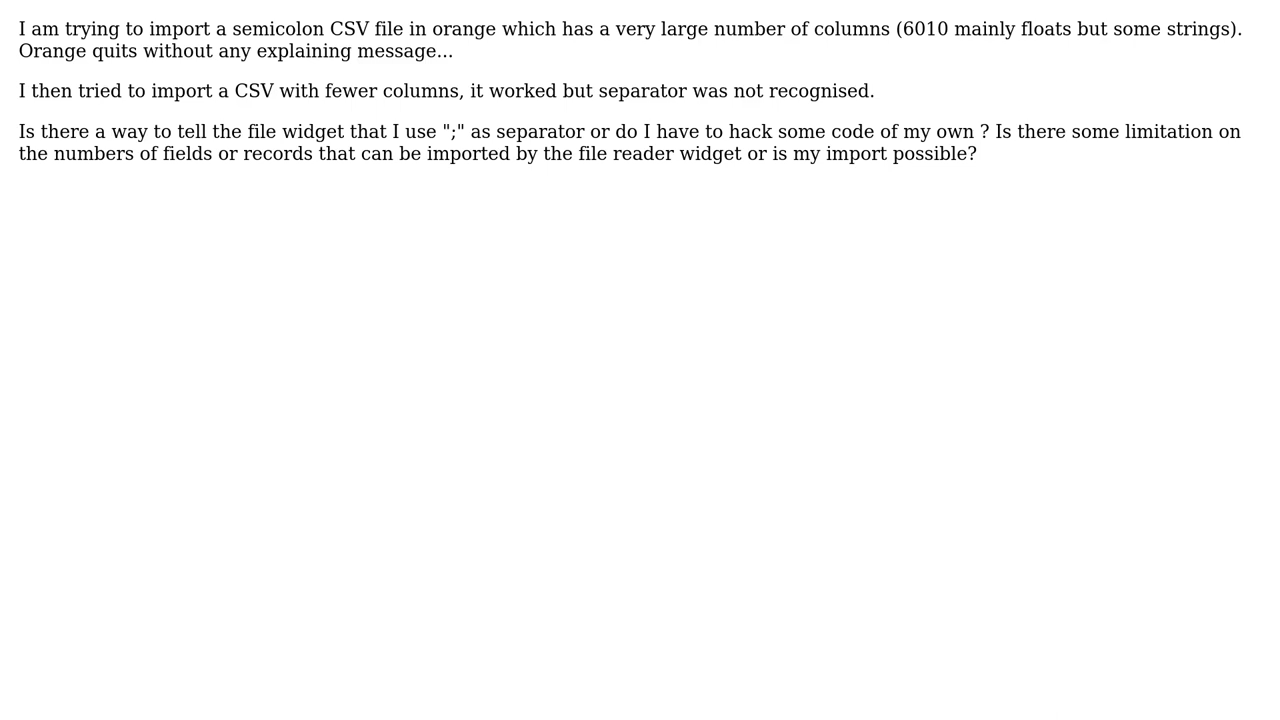 I am trying to import a semicolon CSV file in orange which has a very large number of columns (6010 mainly floats but some strings).
Orange quits without any explaining message...
I then tried to import a CSV with fewer columns, it worked but separator was not recognised.
Is there a way to tell the file widget that I use ";" as separator or do I have to hack some code of my own ? Is there some limitation on
the numbers of fields or records that can be imported by the file reader widget or is my import possible?